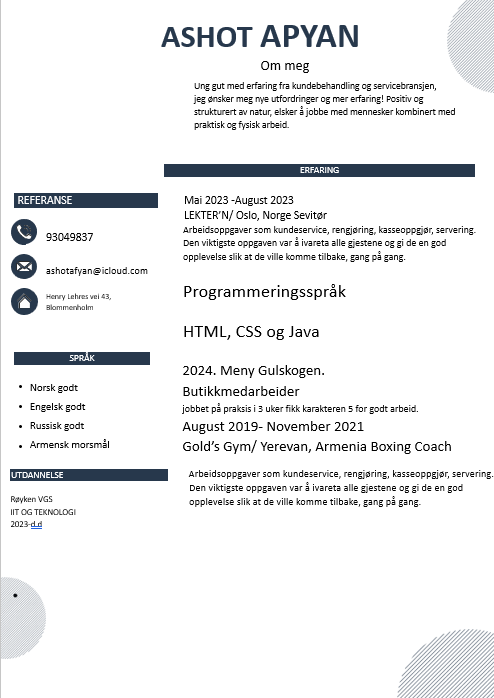 ASHOT APYAN
Om meg
Ung gut med erfaring fra kundebehandling og servicebransjen,
jeg ønsker meg nye utfordringer og mer erfaring! Positiv og
strukturert av natur, elsker å jobbe med mennesker kombinert med
praktisk og fysisk arbeid.
ERFARING
Mai 2023 -August 2023
LEKTER'N/ Oslo, Norge Sevitør
Arbeidsoppgaver som kundeservice, rengjøring, kasseoppgjør, servering.
Den viktigste oppgaven var å ivareta alle gjestene og gi de en god
opplevelse slik at de ville komme tilbake, gang på gang.
Programmeringsspråk
HTML, CSS og Java
2024. Meny Gulskogen.
Butikkmedarbeider
jobbet på praksis i 3 uker fikk karakteren 5 for godt arbeid.
August 2019- November 2021
Gold's Gym/ Yerevan, Armenia Boxing Coach
Arbeidsoppgaver som kundeservice, rengjøring, kasseoppgjør, servering.
Den viktigste oppgaven var å ivareta alle gjestene og gi de en god
opplevelse slik at de ville komme tilbake, gang på gang.
REFERANSE
93049837
ashotafyan@icloud.com
Henry Lehres vei 43,
Blommenholm
SPRÅK
• Norsk godt
• Engelsk godt
• Russisk godt
• Armensk morsmål
UTDANNELSE
Røyken VGS
IIT OG TEKNOLOGI
2023-d.d
•